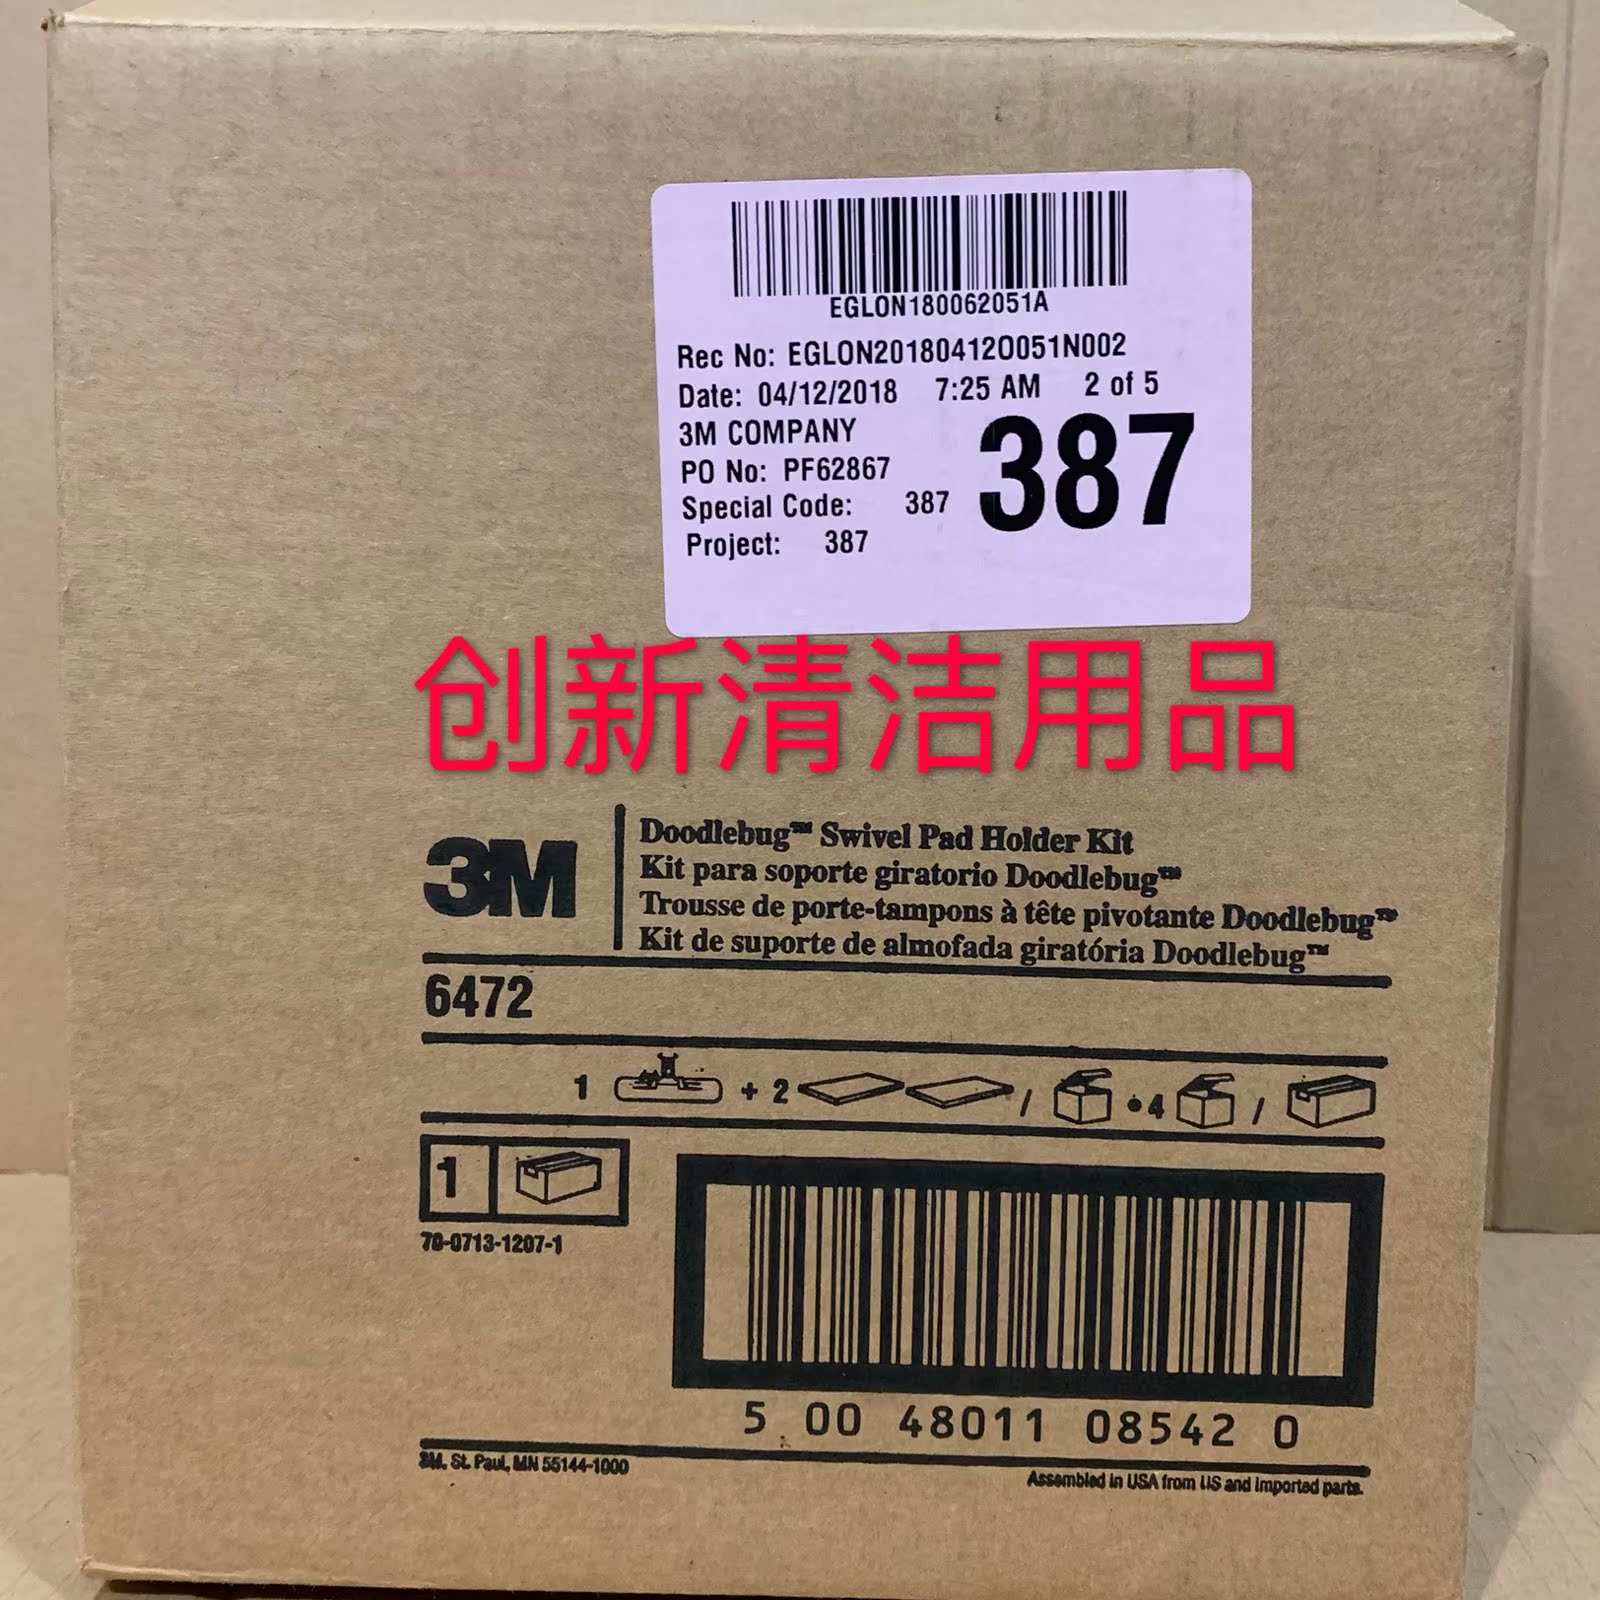 EGLON180062051A
Rec No: EGLON20180412O051N002
Date: 04/12/2018 7:25 AM 2 of 5
3M COMPANY
PO No: PF62867
Special Code: 387
Project: 387
387
创新清洁用品
3M
Doodlebug™ Swivel Pad Holder Kit
Kit para soporte giratorio Doodlebug™
Trousse de porte-tampons à tête pivotante Doodlebug™
Kit de suporte de almofada giratória Doodlebug™
6472
1 + 2 / • 4 /
1
70-0713-1207-1
5 00 48011 08542 0
3M, St. Paul, MN 55144-1000
Assembled in USA from US and imported parts.